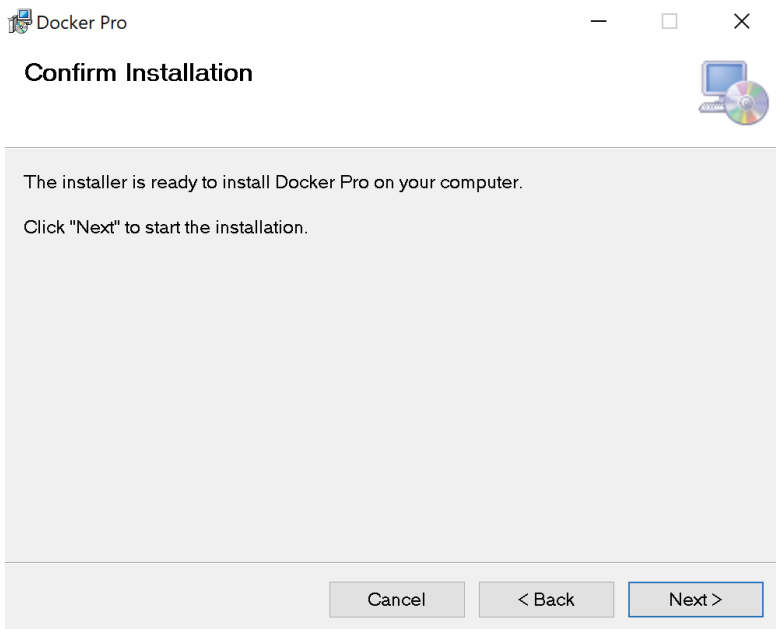 Docker Pro
Confirm Installation
The installer is ready to install Docker Pro on your computer.
Click "Next" to start the installation.
Cancel
< Back
Next >